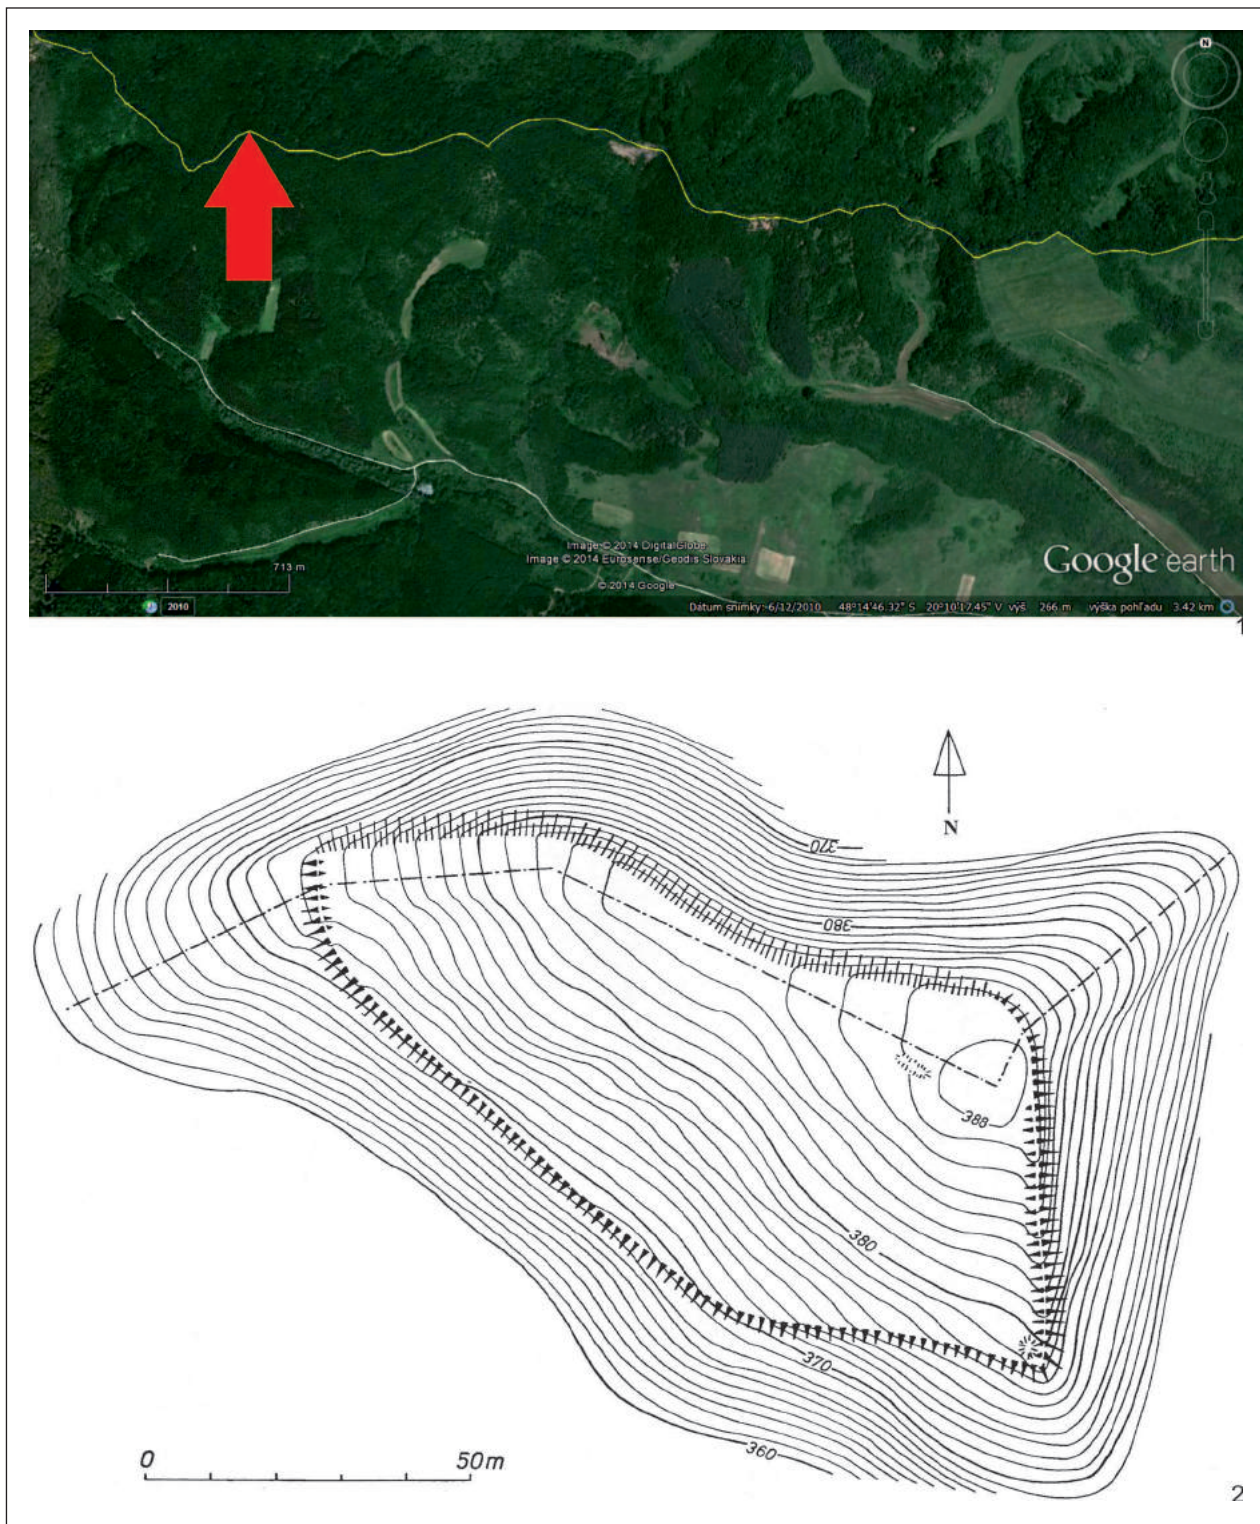 N
713 m
2010
Image © 2014 DigitalGlobe
Image © 2014 Eurosense/Geodis Slovakia
© 2014 Google
Google earth
Dátum snímky: 6/12/2010 48°14'46.32" S 20°10'17.45" V výš 266 m výška pohľadu 3.42 km
1
N
370
380
388
380
370
360
0 50m
2